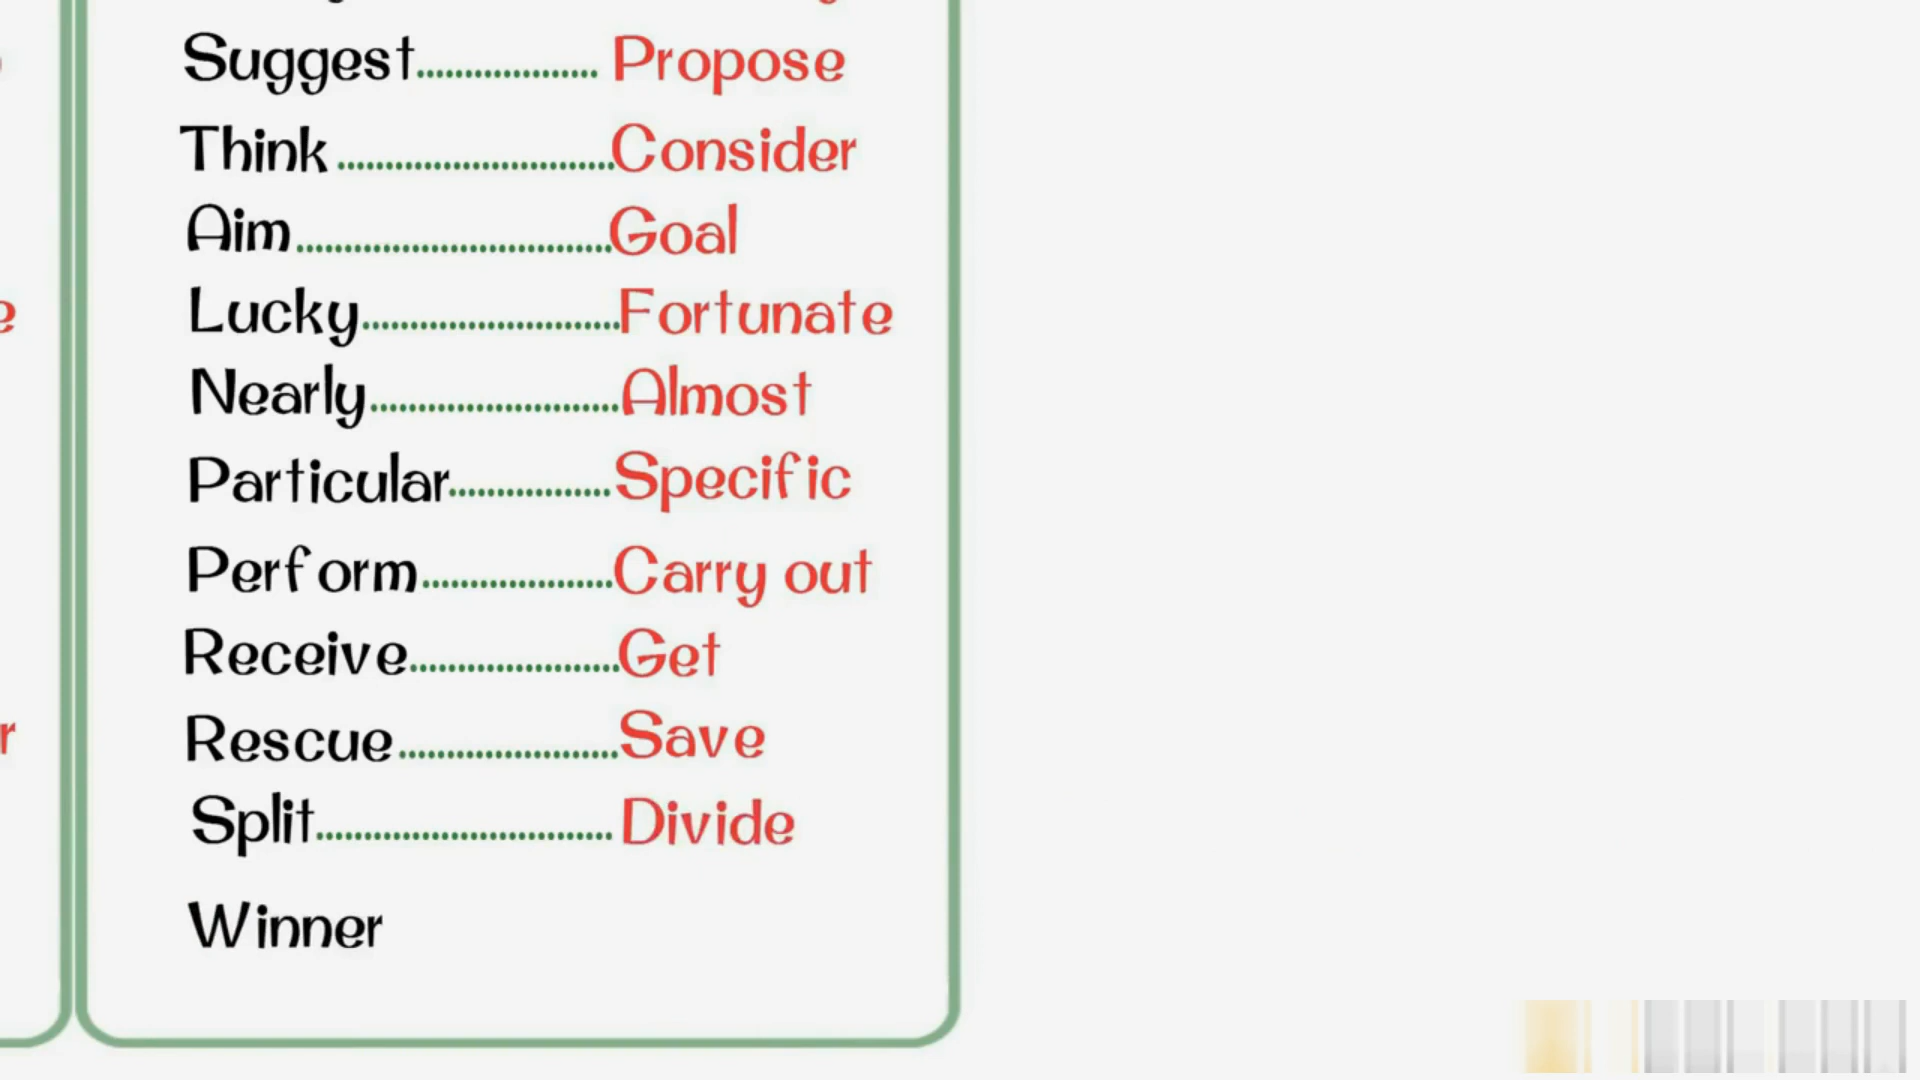 Suggest.................. Propose
Think ............................Consider
Aim................................Goal
Lucky..........................Fortunate
Nearly.........................Almost
Particular................Specific
Perform...................Carry out
Receive.....................Get
Rescue......................Save
Split.............................. Divide
Winner